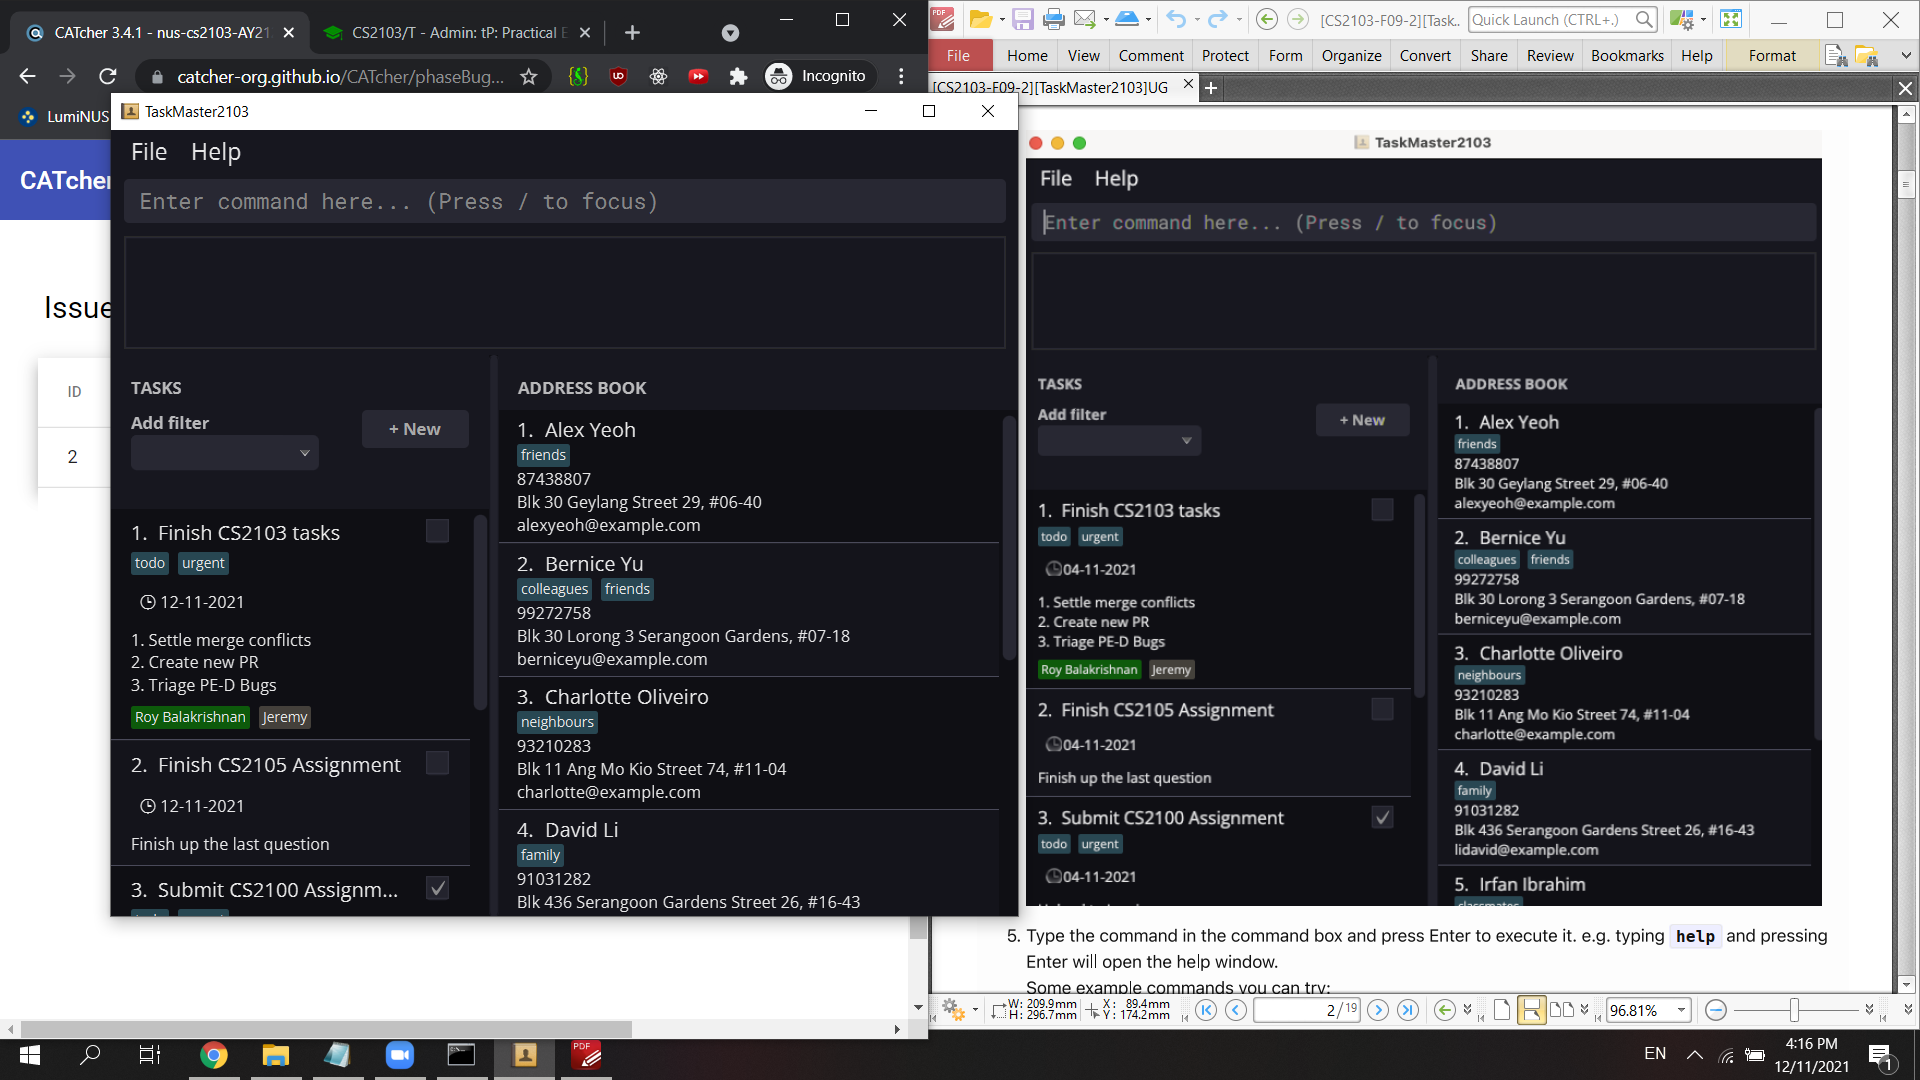 CATcher 3.4.1 - nus-cs2103-AY21
CS2103/T - Admin: tP: Practical E
catcher-org.github.io/CATcher/phaseBug...
Incognito
LumiNUS
CATcher
Issue
ID
2
TaskMaster2103
File Help
Enter command here... (Press / to focus)
TASKS
Add filter
+ New
1. Finish CS2103 tasks
todo urgent
12-11-2021
1. Settle merge conflicts
2. Create new PR
3. Triage PE-D Bugs
Roy Balakrishnan Jeremy
2. Finish CS2105 Assignment
12-11-2021
Finish up the last question
3. Submit CS2100 Assignm...
ADDRESS BOOK
1. Alex Yeoh
friends
87438807
Blk 30 Geylang Street 29, #06-40
alexyeoh@example.com
2. Bernice Yu
colleagues friends
99272758
Blk 30 Lorong 3 Serangoon Gardens, #07-18
berniceyu@example.com
3. Charlotte Oliveiro
neighbours
93210283
Blk 11 Ang Mo Kio Street 74, #11-04
charlotte@example.com
4. David Li
family
91031282
Blk 436 Serangoon Gardens Street 26, #16-43
[CS2103-F09-2][Task..
Quick Launch (CTRL+.)
File Home View Comment Protect Form Organize Convert Share Review Bookmarks Help Format
[CS2103-F09-2][TaskMaster2103]UG
TaskMaster2103
File Help
Enter command here... (Press / to focus)
TASKS
Add filter
+ New
1. Finish CS2103 tasks
todo urgent
04-11-2021
1. Settle merge conflicts
2. Create new PR
3. Triage PE-D Bugs
Roy Balakrishnan Jeremy
2. Finish CS2105 Assignment
04-11-2021
Finish up the last question
3. Submit CS2100 Assignment
todo urgent
04-11-2021
ADDRESS BOOK
1. Alex Yeoh
friends
87438807
Blk 30 Geylang Street 29, #06-40
alexyeoh@example.com
2. Bernice Yu
colleagues friends
99272758
Blk 30 Lorong 3 Serangoon Gardens, #07-18
berniceyu@example.com
3. Charlotte Oliveiro
neighbours
93210283
Blk 11 Ang Mo Kio Street 74, #11-04
charlotte@example.com
4. David Li
family
91031282
Blk 436 Serangoon Gardens Street 26, #16-43
lidavid@example.com
5. Irfan Ibrahim
classmates
5. Type the command in the command box and press Enter to execute it. e.g. typing help and pressing
Enter will open the help window.
Some example commands you can try:
W: 209.9mm X: 89.4mm
H: 296.7mm Y: 174.2mm
2 / 19
96.81%
EN
4:16 PM
12/11/2021
1